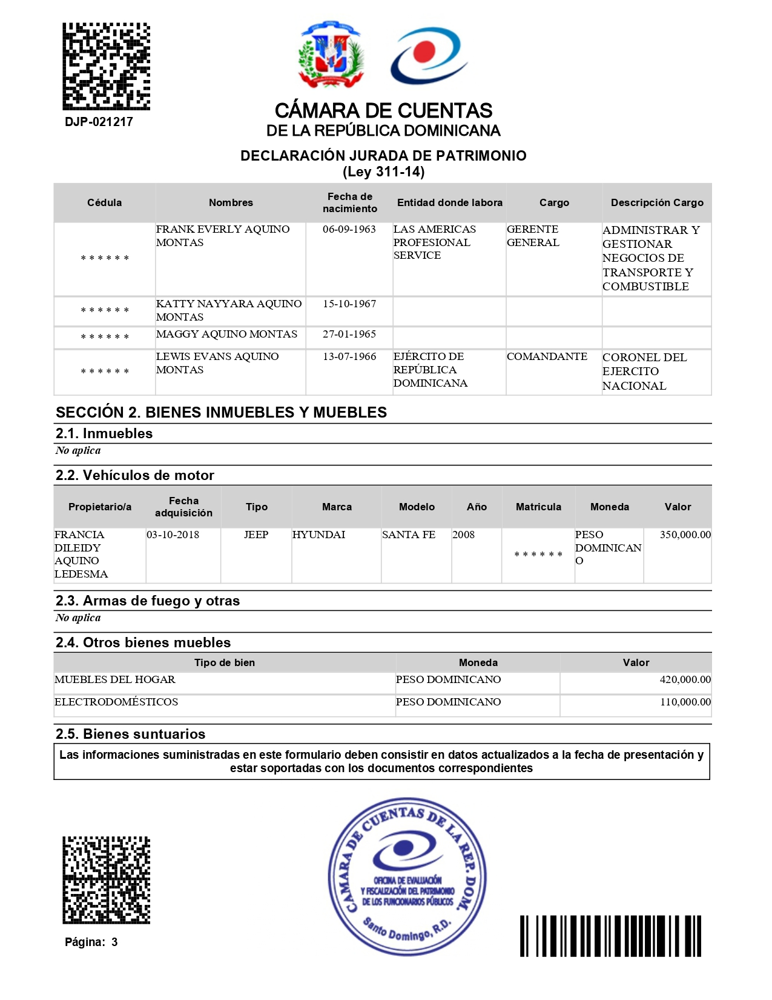 DJP-021217
CÁMARA DE CUENTAS
DE LA REPÚBLICA DOMINICANA
DECLARACIÓN JURADA DE PATRIMONIO
(Ley 311-14)
Cédula Nombres Fecha de nacimiento Entidad donde labora Cargo Descripción Cargo
* * * * * * FRANK EVERLY AQUINO MONTAS 06-09-1963 LAS AMERICAS PROFESIONAL SERVICE GERENTE GENERAL ADMINISTRAR Y GESTIONAR NEGOCIOS DE TRANSPORTE Y COMBUSTIBLE
* * * * * * KATTY NAYYARA AQUINO MONTAS 15-10-1967
* * * * * * MAGGY AQUINO MONTAS 27-01-1965
* * * * * * LEWIS EVANS AQUINO MONTAS 13-07-1966 EJÉRCITO DE REPÚBLICA DOMINICANA COMANDANTE CORONEL DEL EJERCITO NACIONAL
SECCIÓN 2. BIENES INMUEBLES Y MUEBLES
2.1. Inmuebles
No aplica
2.2. Vehículos de motor
Propietario/a Fecha adquisición Tipo Marca Modelo Año Matricula Moneda Valor
FRANCIA DILEIDY AQUINO LEDESMA 03-10-2018 JEEP HYUNDAI SANTA FE 2008 * * * * * * PESO DOMINICANO 350,000.00
2.3. Armas de fuego y otras
No aplica
2.4. Otros bienes muebles
Tipo de bien Moneda Valor
MUEBLES DEL HOGAR PESO DOMINICANO 420,000.00
ELECTRODOMÉSTICOS PESO DOMINICANO 110,000.00
2.5. Bienes suntuarios
Las informaciones suministradas en este formulario deben consistir en datos actualizados a la fecha de presentación y
estar soportadas con los documentos correspondientes
CAMARA DE CUENTAS DE LA REP. DOM.
OFICINA DE EVALUACIÓN
Y FISCALIZACIÓN DEL PATRIMONIO
DE LOS FUNCIONARIOS PÚBLICOS
Santo Domingo, R.D.
Página: 3